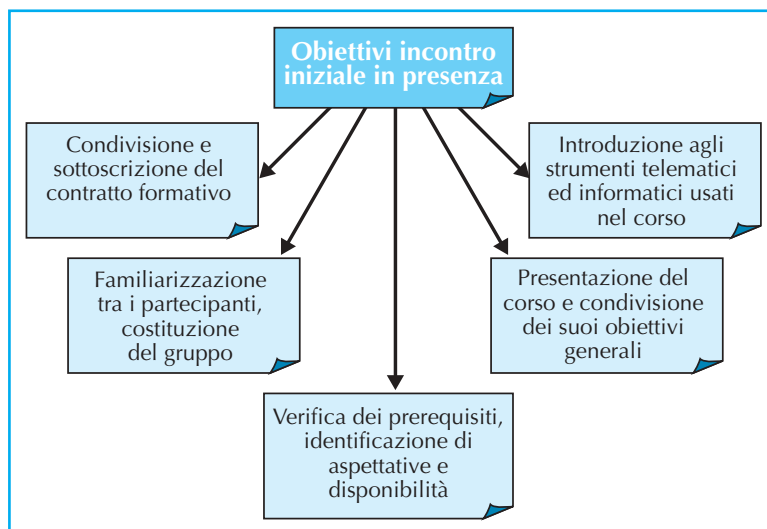 Obiettivi incontro
iniziale in presenza
Condivisione e
sottoscrizione del
contratto formativo
Introduzione agli
strumenti telematici
ed informatici usati
nel corso
Familiarizzazione
tra i partecipanti,
costituzione
del gruppo
Presentazione del
corso e condivisione
dei suoi obiettivi
generali
Verifica dei prerequisiti,
identificazione di
aspettative e
disponibilità